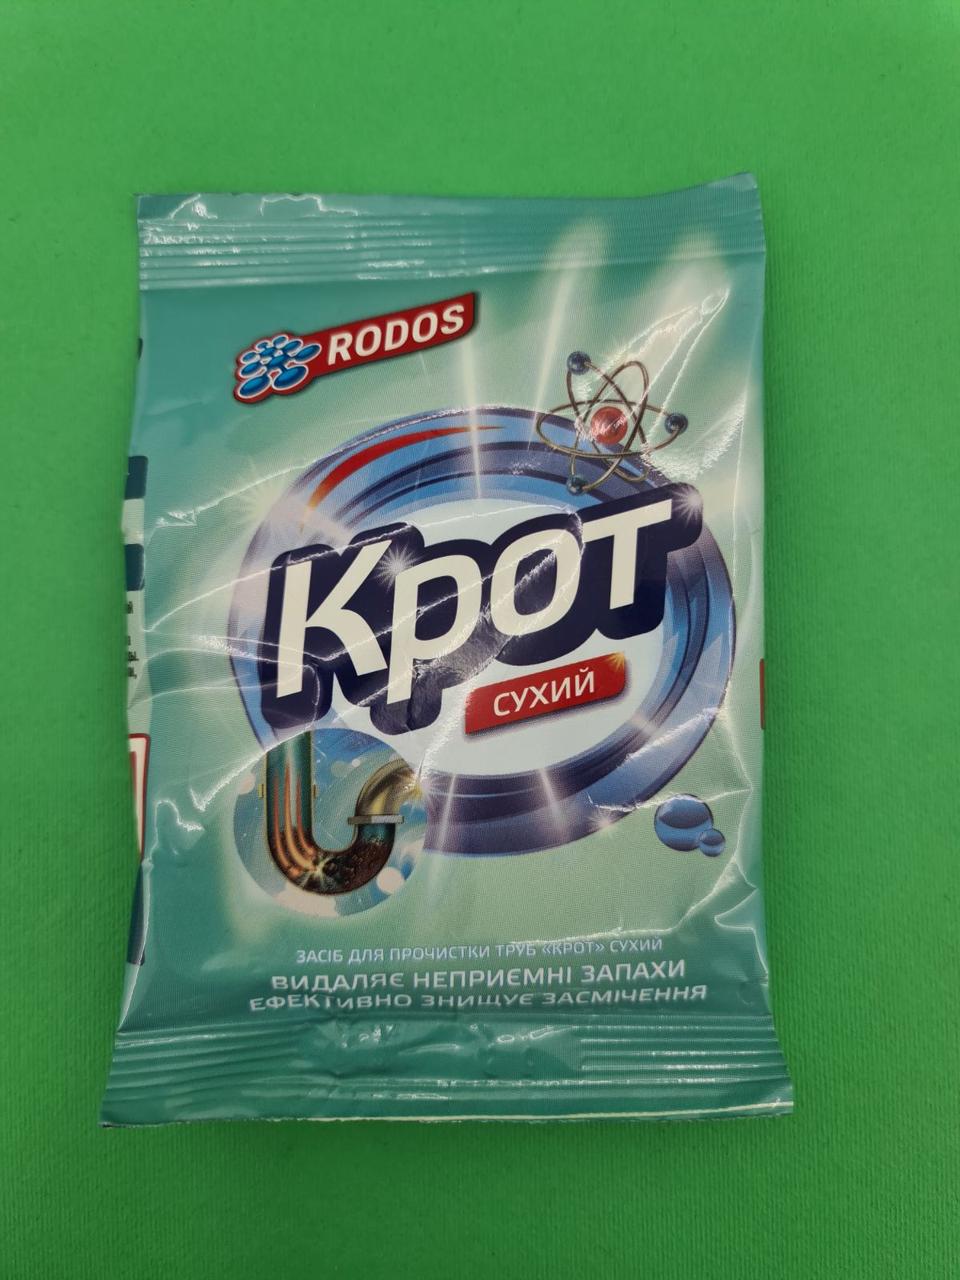 RODOS
Крот
СУХИЙ
ЗАСІБ ДЛЯ ПРОЧИСТКИ ТРУБ «КРОТ» СУХИЙ
ВИДАЛЯЄ НЕПРИЄМНІ ЗАПАХИ
ЕФЕКТИВНО ЗНИЩУЄ ЗАСМІЧЕННЯ